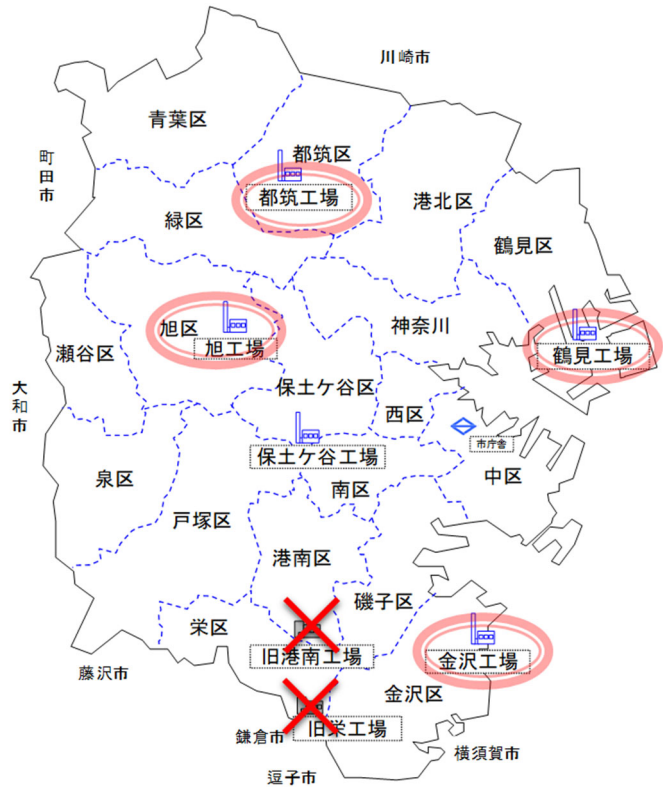 川崎市
青葉区
町田市
都筑区
都筑工場
緑区
港北区
鶴見区
旭区
旭工場
神奈川
鶴見工場
瀬谷区
大和市
保土ケ谷区
西区
市庁舎
保土ケ谷工場
泉区
南区
中区
戸塚区
港南区
磯子区
栄区
旧港南工場
金沢工場
藤沢市
金沢区
旧栄工場
鎌倉市
横須賀市
逗子市